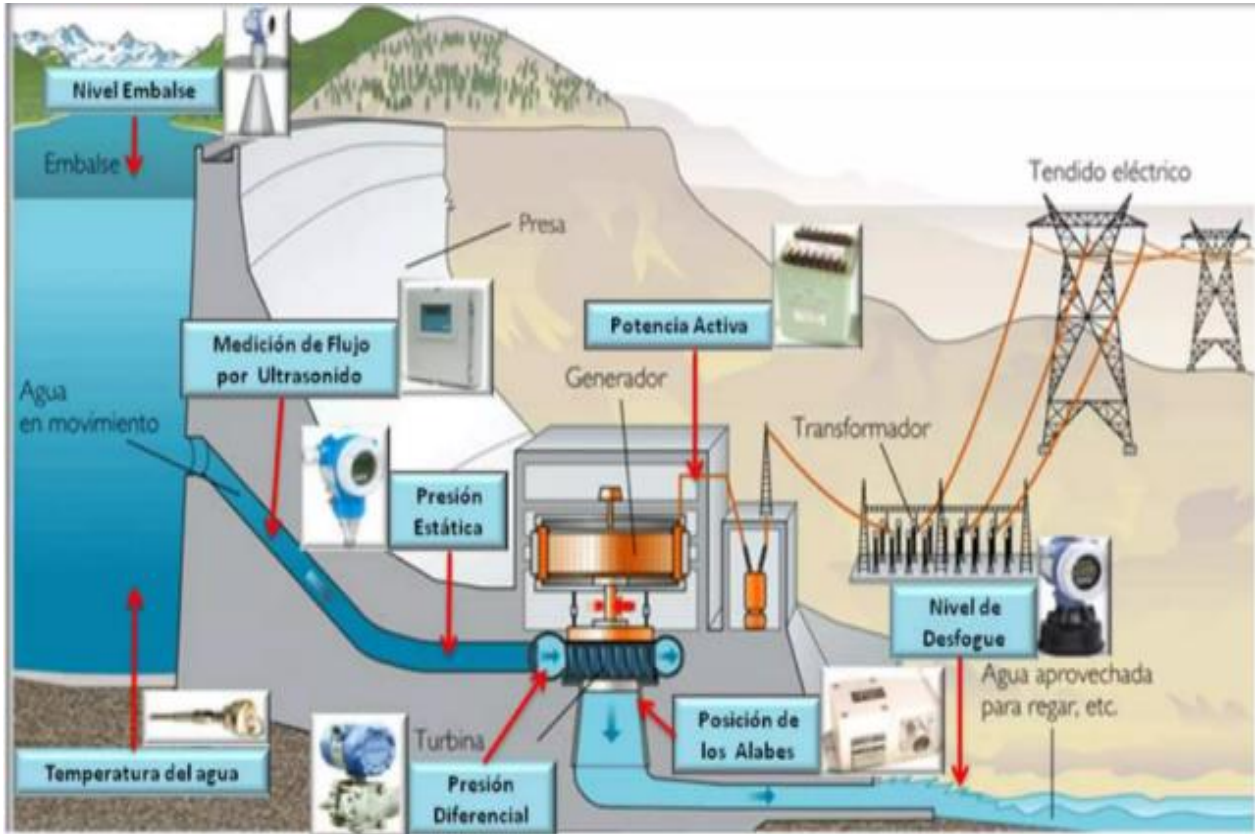 Nivel Embalse
Embalse
Tendido eléctrico
Presa
Potencia Activa
Medición de Flujo
por Ultrasonido
Generador
Agua
en movimiento
Transformador
Presión
Estática
Nivel de
Desfogue
Agua aprovechada
para regar, etc.
Posición de
los Alabes
Turbina
Temperatura del agua
Presión
Diferencial